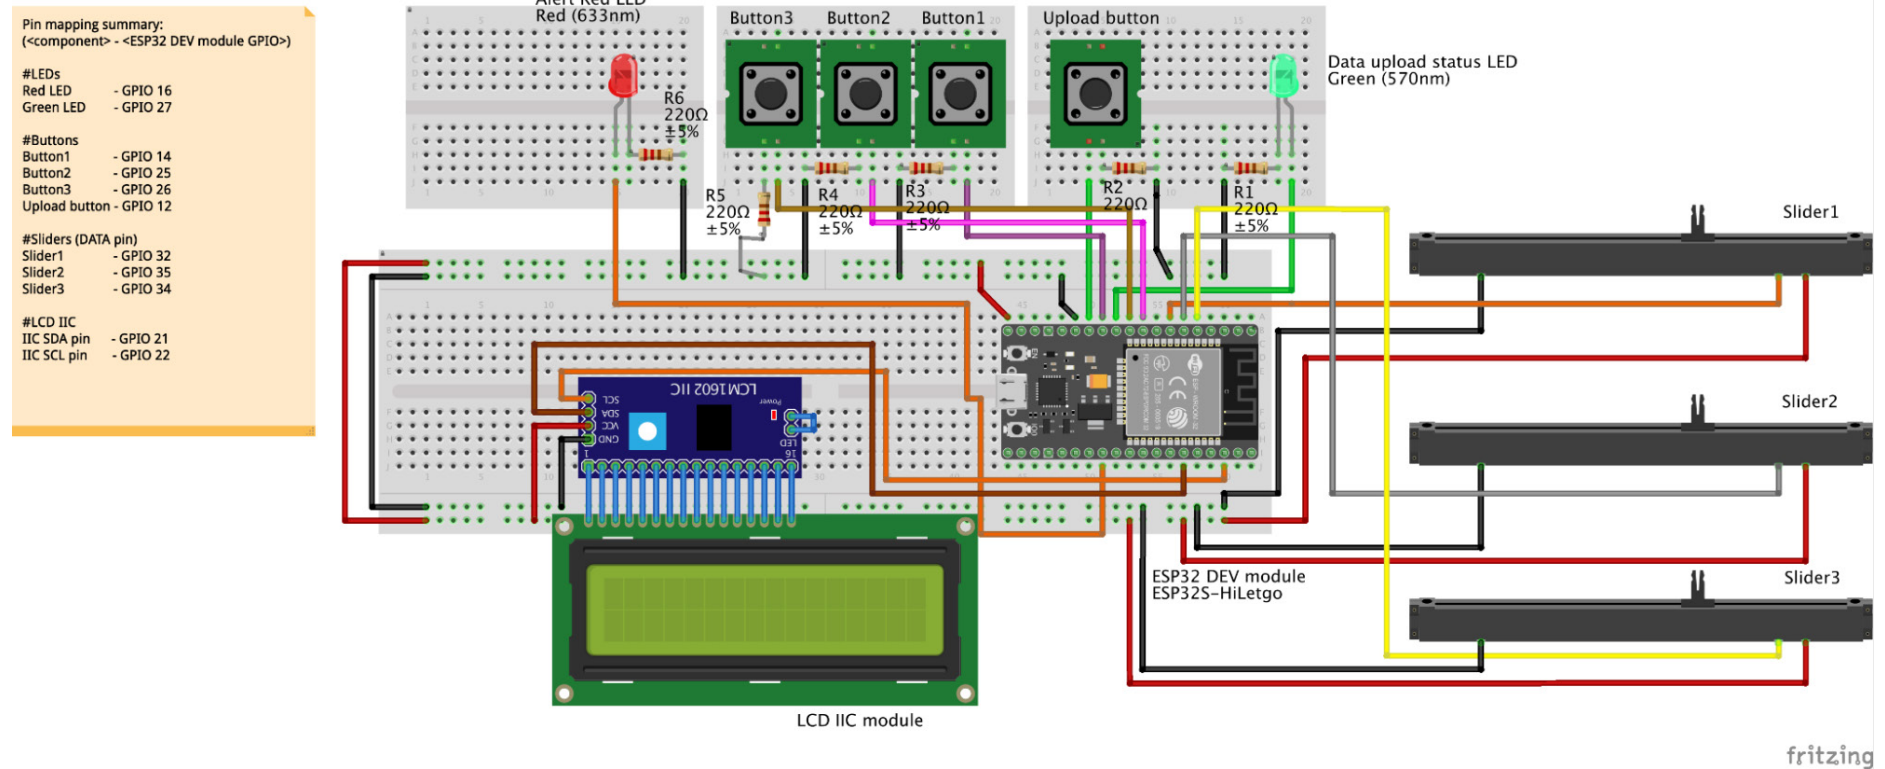 Pin mapping summary:
(<component> - <ESP32 DEV module GPIO>)
#LEDs
Red LED - GPIO 16
Green LED - GPIO 27
#Buttons
Button1 - GPIO 14
Button2 - GPIO 25
Button3 - GPIO 26
Upload button - GPIO 12
#Sliders (DATA pin)
Slider1 - GPIO 32
Slider2 - GPIO 35
Slider3 - GPIO 34
#LCD IIC
IIC SDA pin - GPIO 21
IIC SCL pin - GPIO 22
Alert Red LED
Red (633nm)
Button3
Button2
Button1
Upload button
Data upload status LED
Green (570nm)
R6
220Ω
±5%
R5
220Ω
±5%
R4
220Ω
±5%
R3
220Ω
±5%
R2
220Ω
R1
220Ω
±5%
Slider1
Slider2
Slider3
LCM1602 IIC
SCL
SDA
VCC
GND
Power
LED
1
16
ESP32 DEV module
ESP32S-HiLetgo
LCD IIC module
fritzing